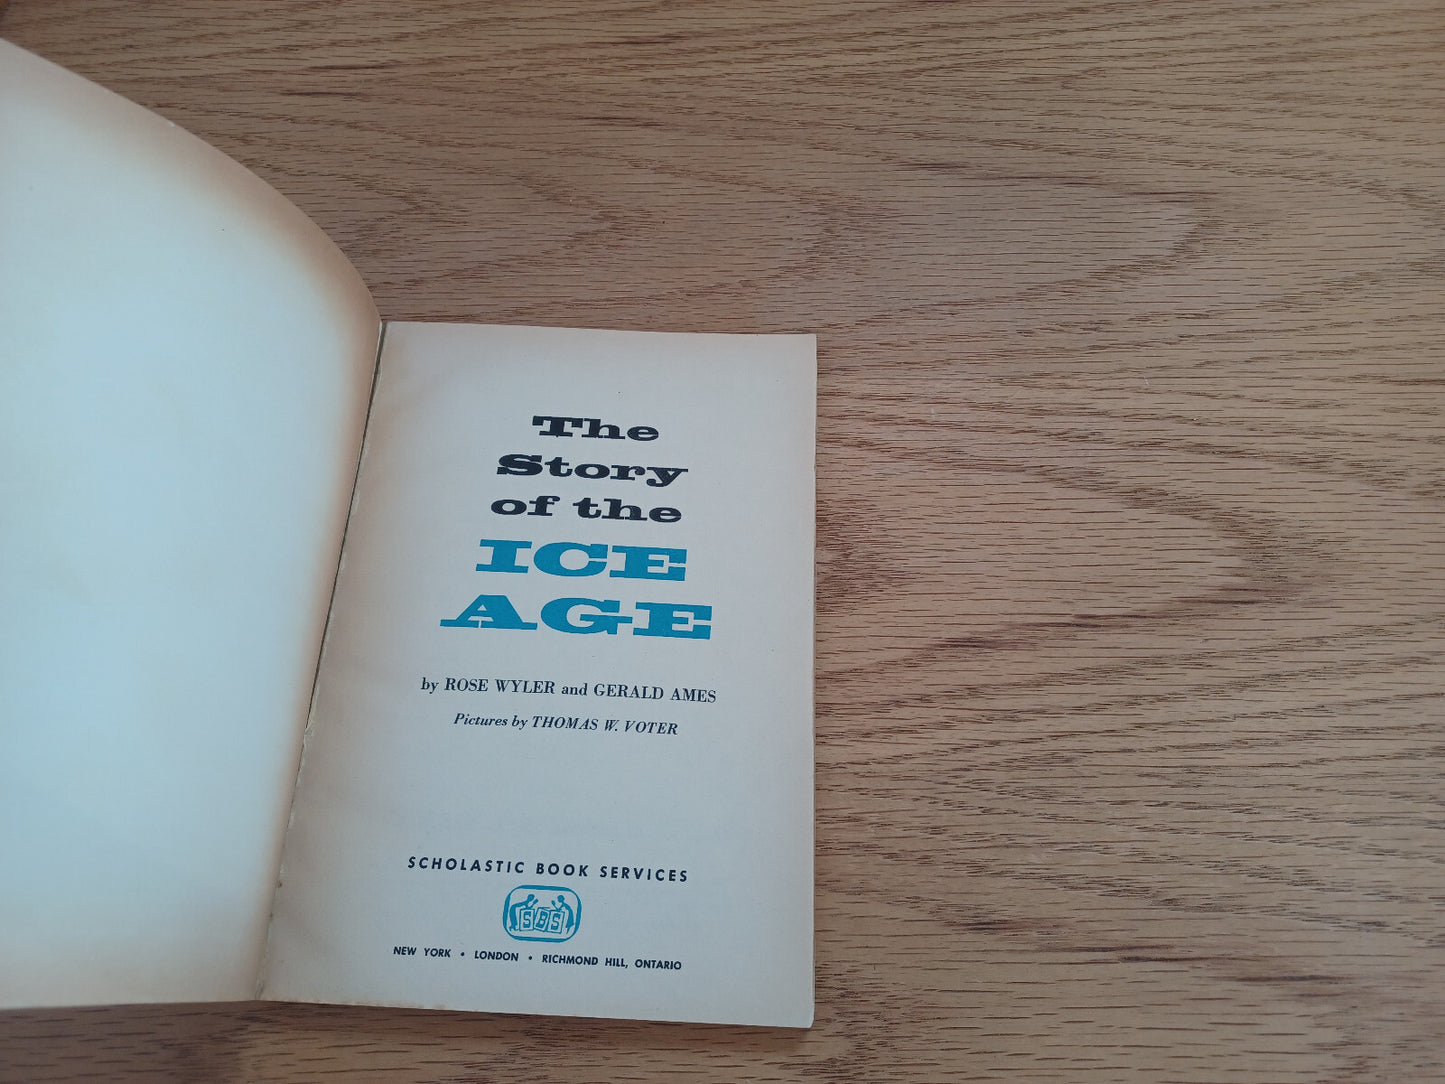 The
Story
of the
ICE
AGE
by ROSE WYLER and GERALD AMES
Pictures by THOMAS W. VOTER
SCHOLASTIC BOOK SERVICES
SBS
NEW YORK • LONDON • RICHMOND HILL, ONTARIO